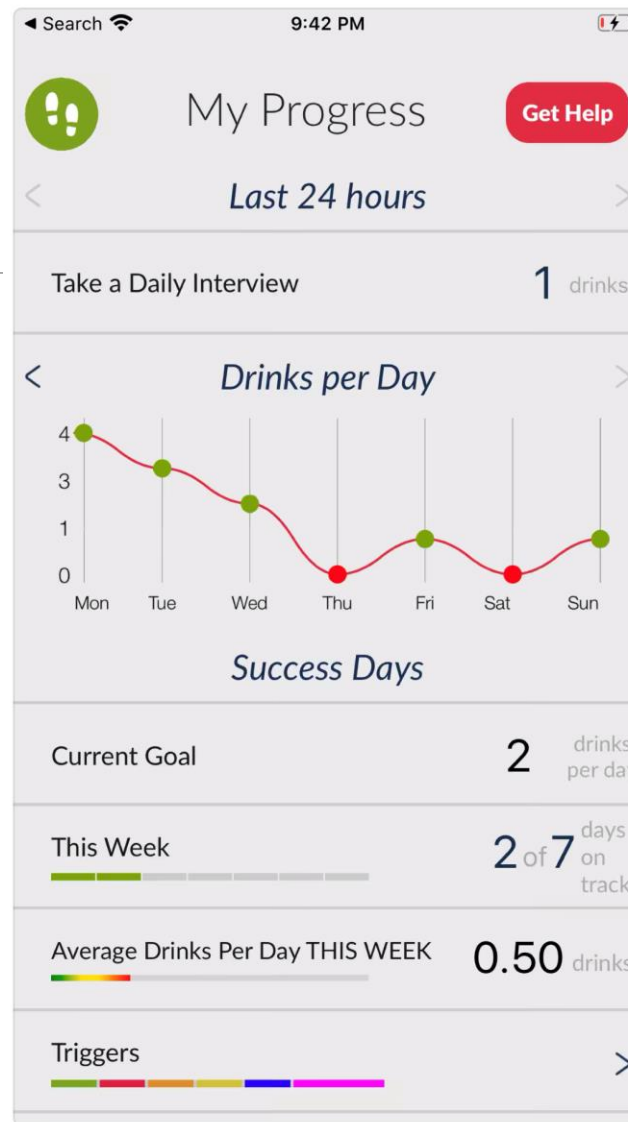 Search
9:42 PM
My Progress
Get Help
Last 24 hours
Take a Daily Interview
1 drinks
Drinks per Day
4
3
1
0
Mon Tue Wed Thu Fri Sat Sun
Success Days
Current Goal
2 drinks
per da
This Week
2 of 7 days
on
track
Average Drinks Per Day THIS WEEK
0.50 drinks
Triggers